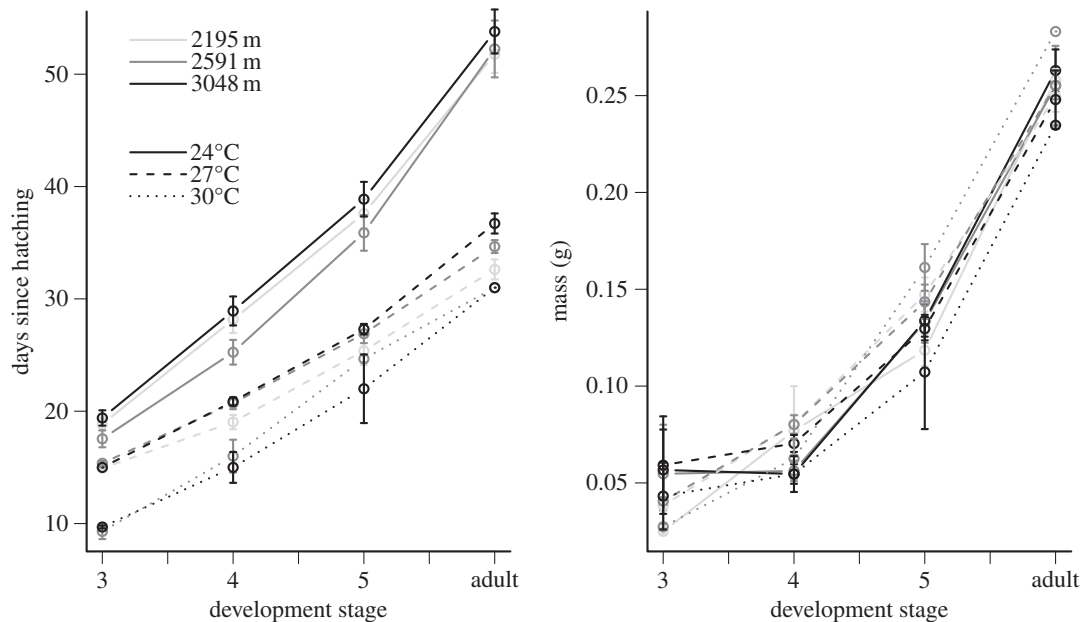 2195 m
2591 m
3048 m
24°C
27°C
30°C
days since hatching
50
40
30
20
10
3 4 5 adult
development stage
mass (g)
0.25
0.20
0.15
0.10
0.05
3 4 5 adult
development stage